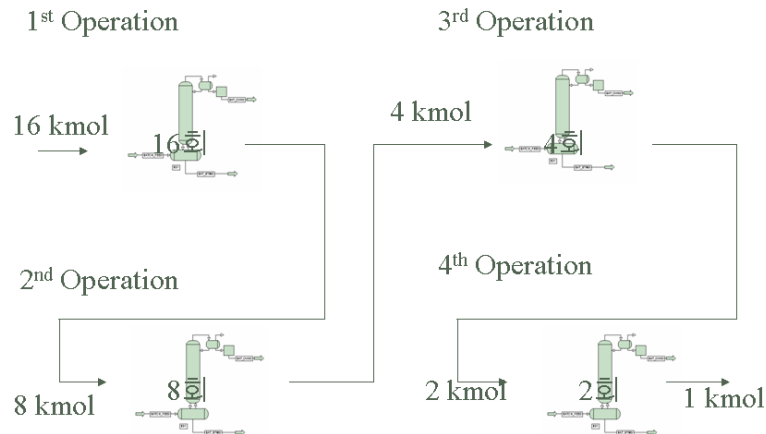 1st Operation
16 kmol
16회
2nd Operation
8 kmol
8회
3rd Operation
4 kmol
4회
4th Operation
2 kmol
2회
1 kmol